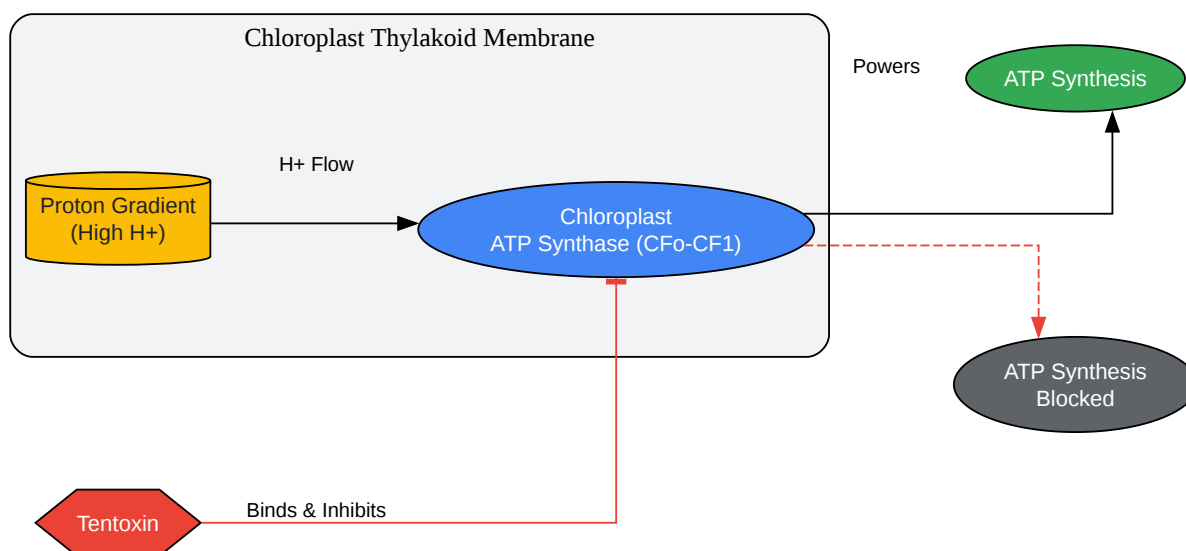 Chloroplast Thylakoid Membrane
Powers
ATP Synthesis
H+ Flow
Proton Gradient
(High H+)
Chloroplast
ATP Synthase (CFo-CF1)
ATP Synthesis
Blocked
Binds & Inhibits
Tentoxin